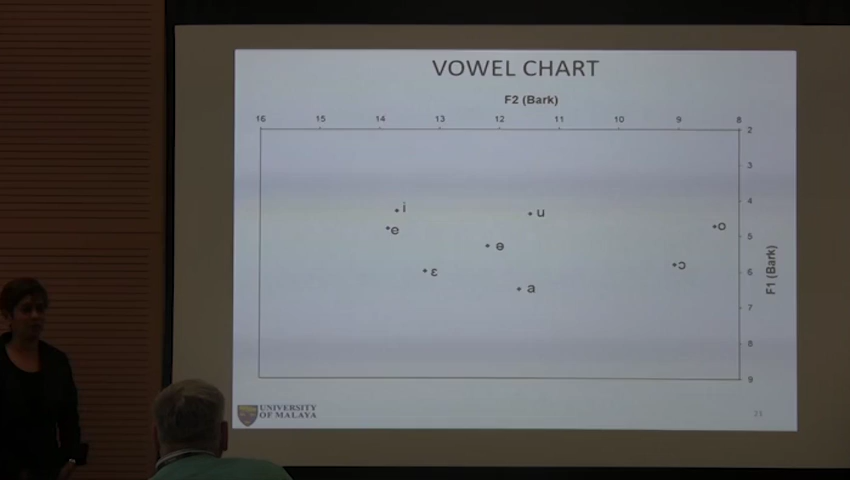 VOWEL CHART
F2 (Bark)
16 15 14 13 12 11 10 9 8
2
3
4
5
6
7
8
9
F1 (Bark)
i
u
e
o
ɵ
ɔ
ɛ
a
UNIVERSITY
OF MALAYA
21